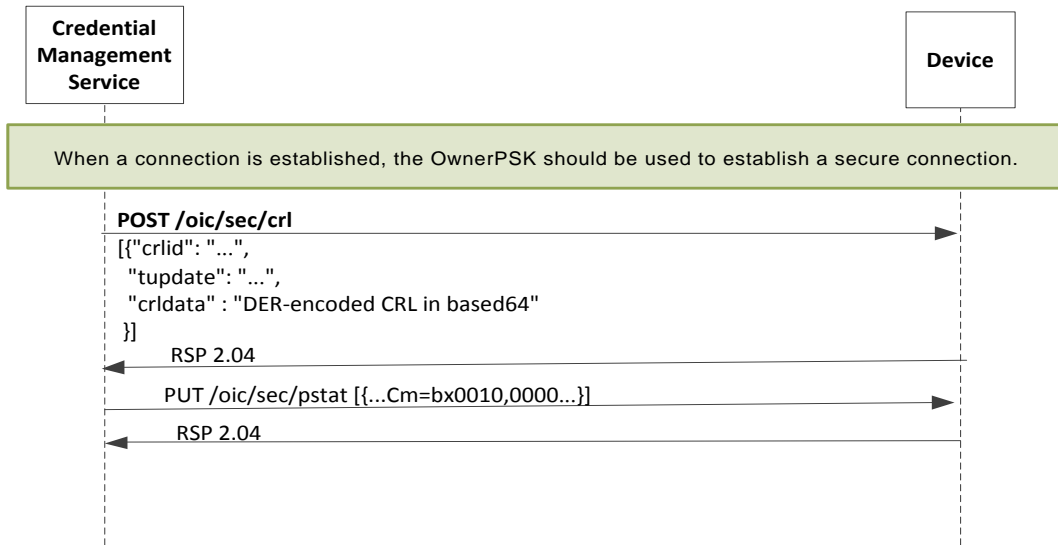 Credential
Management
Service
Device
When a connection is established, the OwnerPSK should be used to establish a secure connection.
POST /oic/sec/crl
[{"crlid": "...",
"tupdate": "...",
"crldata" : "DER-encoded CRL in based64"
}]
RSP 2.04
PUT /oic/sec/pstat [{...Cm=bx0010,0000...}]
RSP 2.04